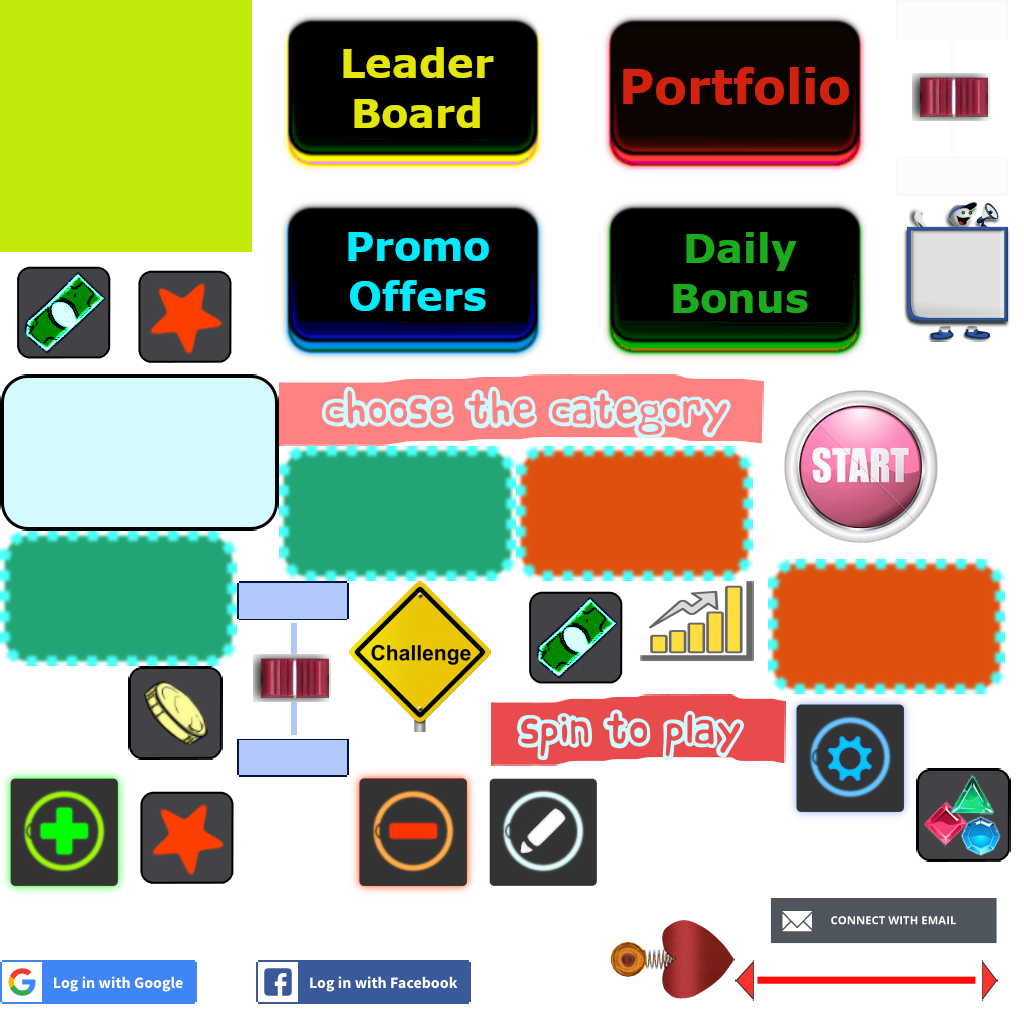 Leader
Board
Portfolio
Promo
Offers
Daily
Bonus
choose the category
START
Challenge
spin to play
CONNECT WITH EMAIL
Log in with Google
Log in with Facebook